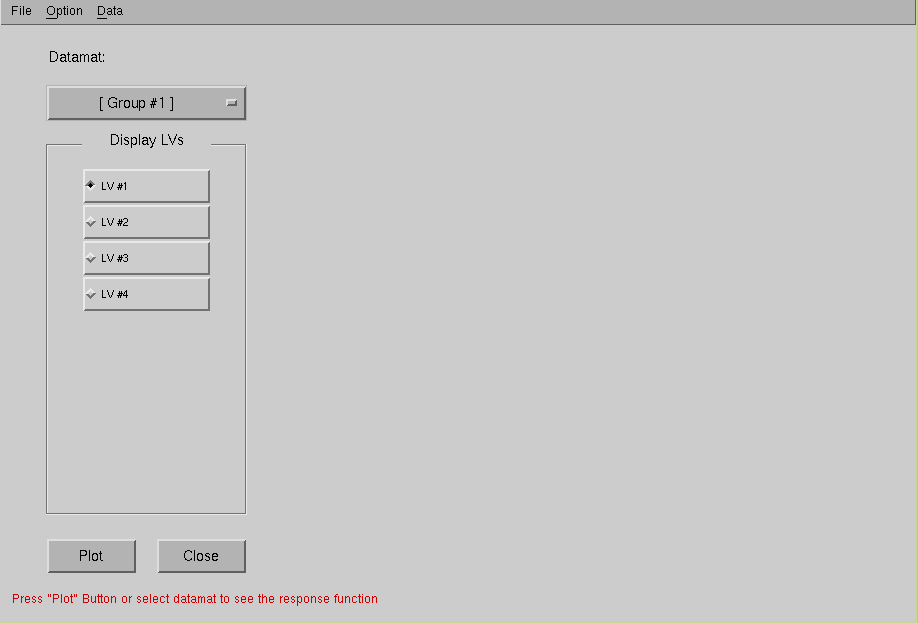 File Option Data
Datamat:
[ Group #1 ]
Display LVs
LV #1
LV #2
LV #3
LV #4
Plot Close
Press "Plot" Button or select datamat to see the response function